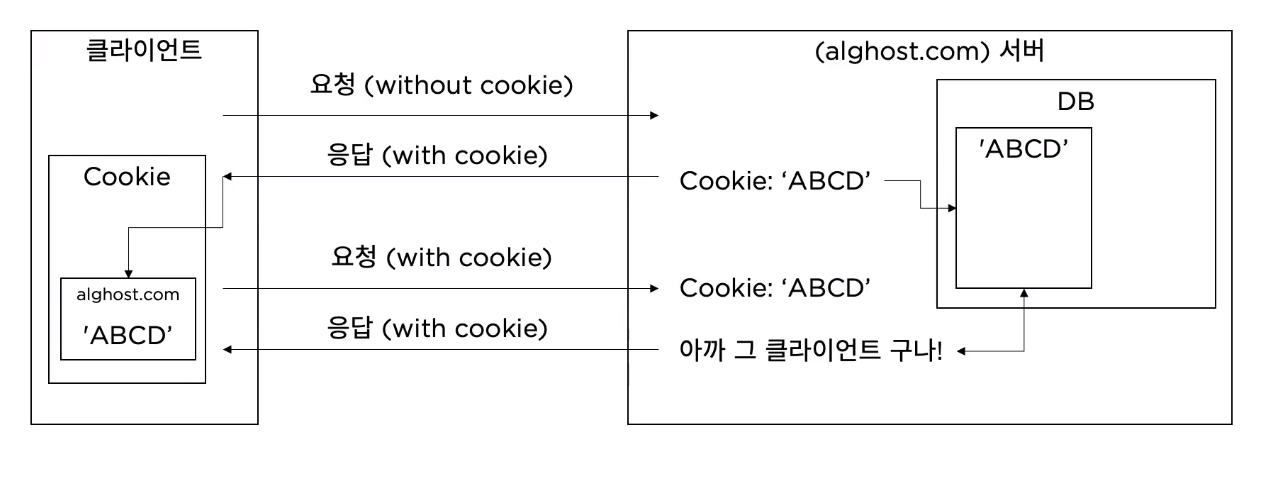 클라이언트
(alghost.com) 서버
요청 (without cookie)
DB
응답 (with cookie)
'ABCD’
Cookie
Cookie: ‘ABCD’
요청 (with cookie)
alghost.com
Cookie: ‘ABCD’
'ABCD’
응답 (with cookie)
아까 그 클라이언트 구나!